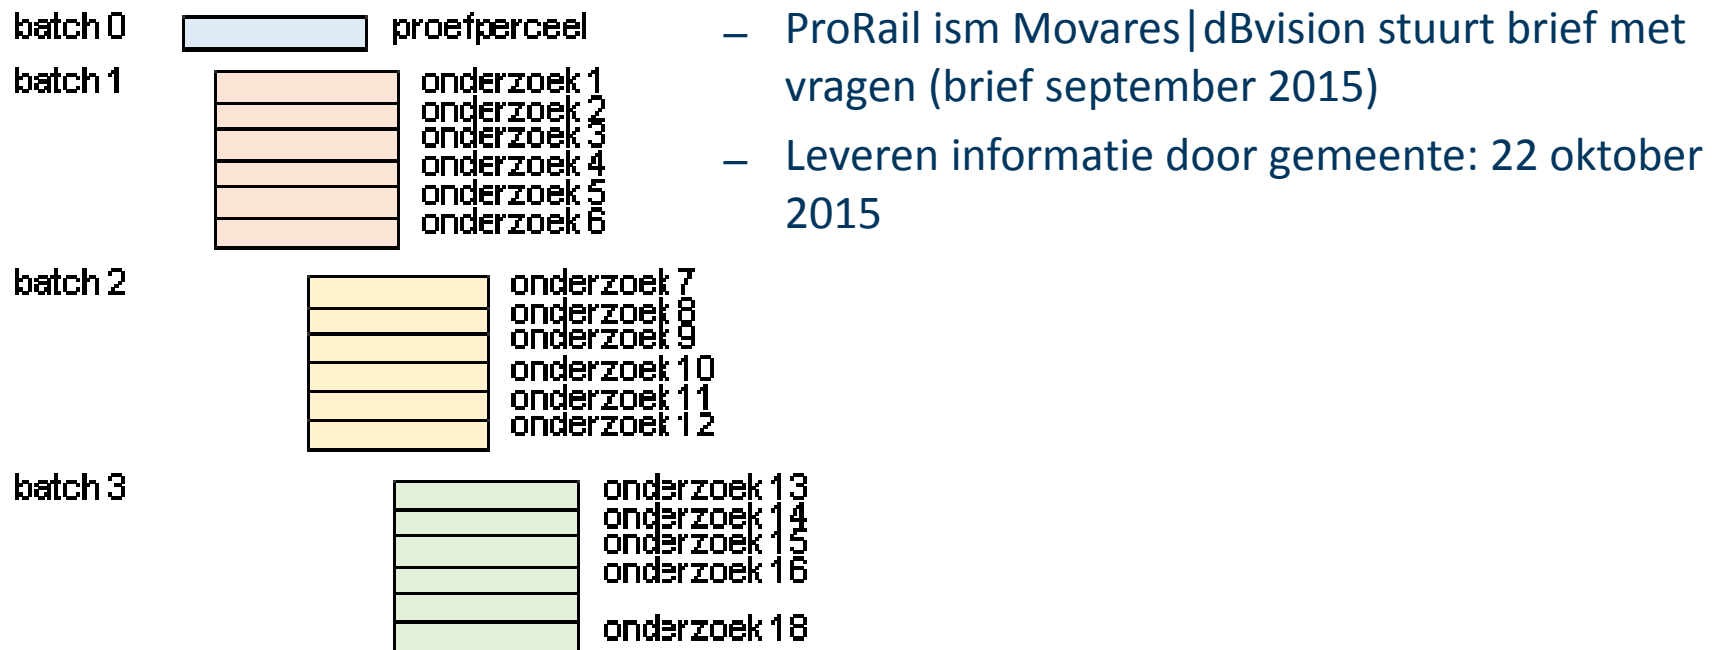 batch 0
proefperceel
batch 1
onderzoek 1
onderzoek 2
onderzoek 3
onderzoek 4
onderzoek 5
onderzoek 6
batch 2
onderzoek 7
onderzoek 8
onderzoek 9
onderzoek 10
onderzoek 11
onderzoek 12
batch 3
onderzoek 13
onderzoek 14
onderzoek 15
onderzoek 16
onderzoek 18
– ProRail ism Movares|dBvision stuurt brief met
vragen (brief september 2015)
– Leveren informatie door gemeente: 22 oktober
2015